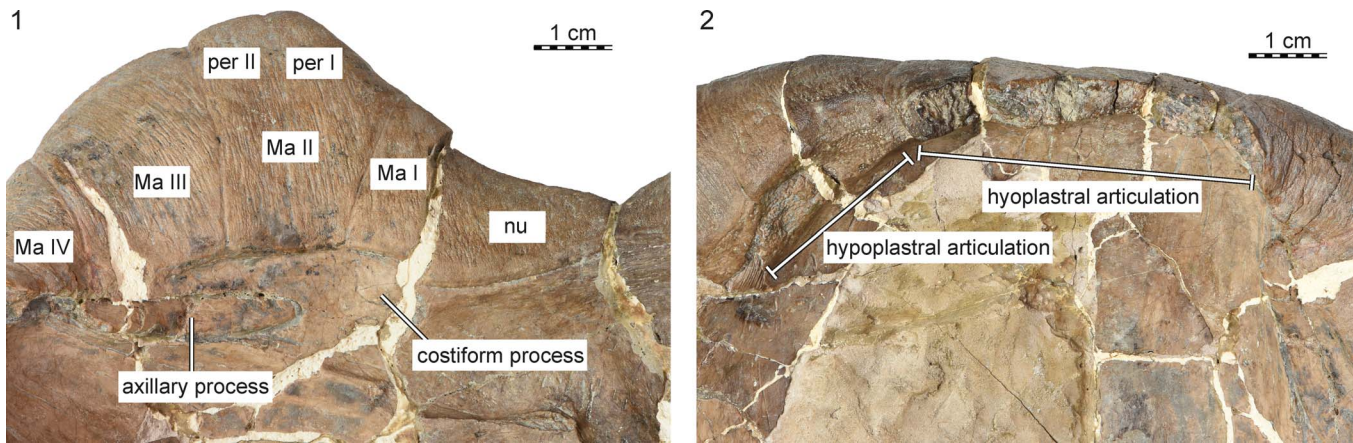 1
1 cm
per II
per I
Ma II
Ma III
Ma I
Ma IV
nu
costiform process
axillary process
2
1 cm
hyoplastral articulation
hypoplastral articulation